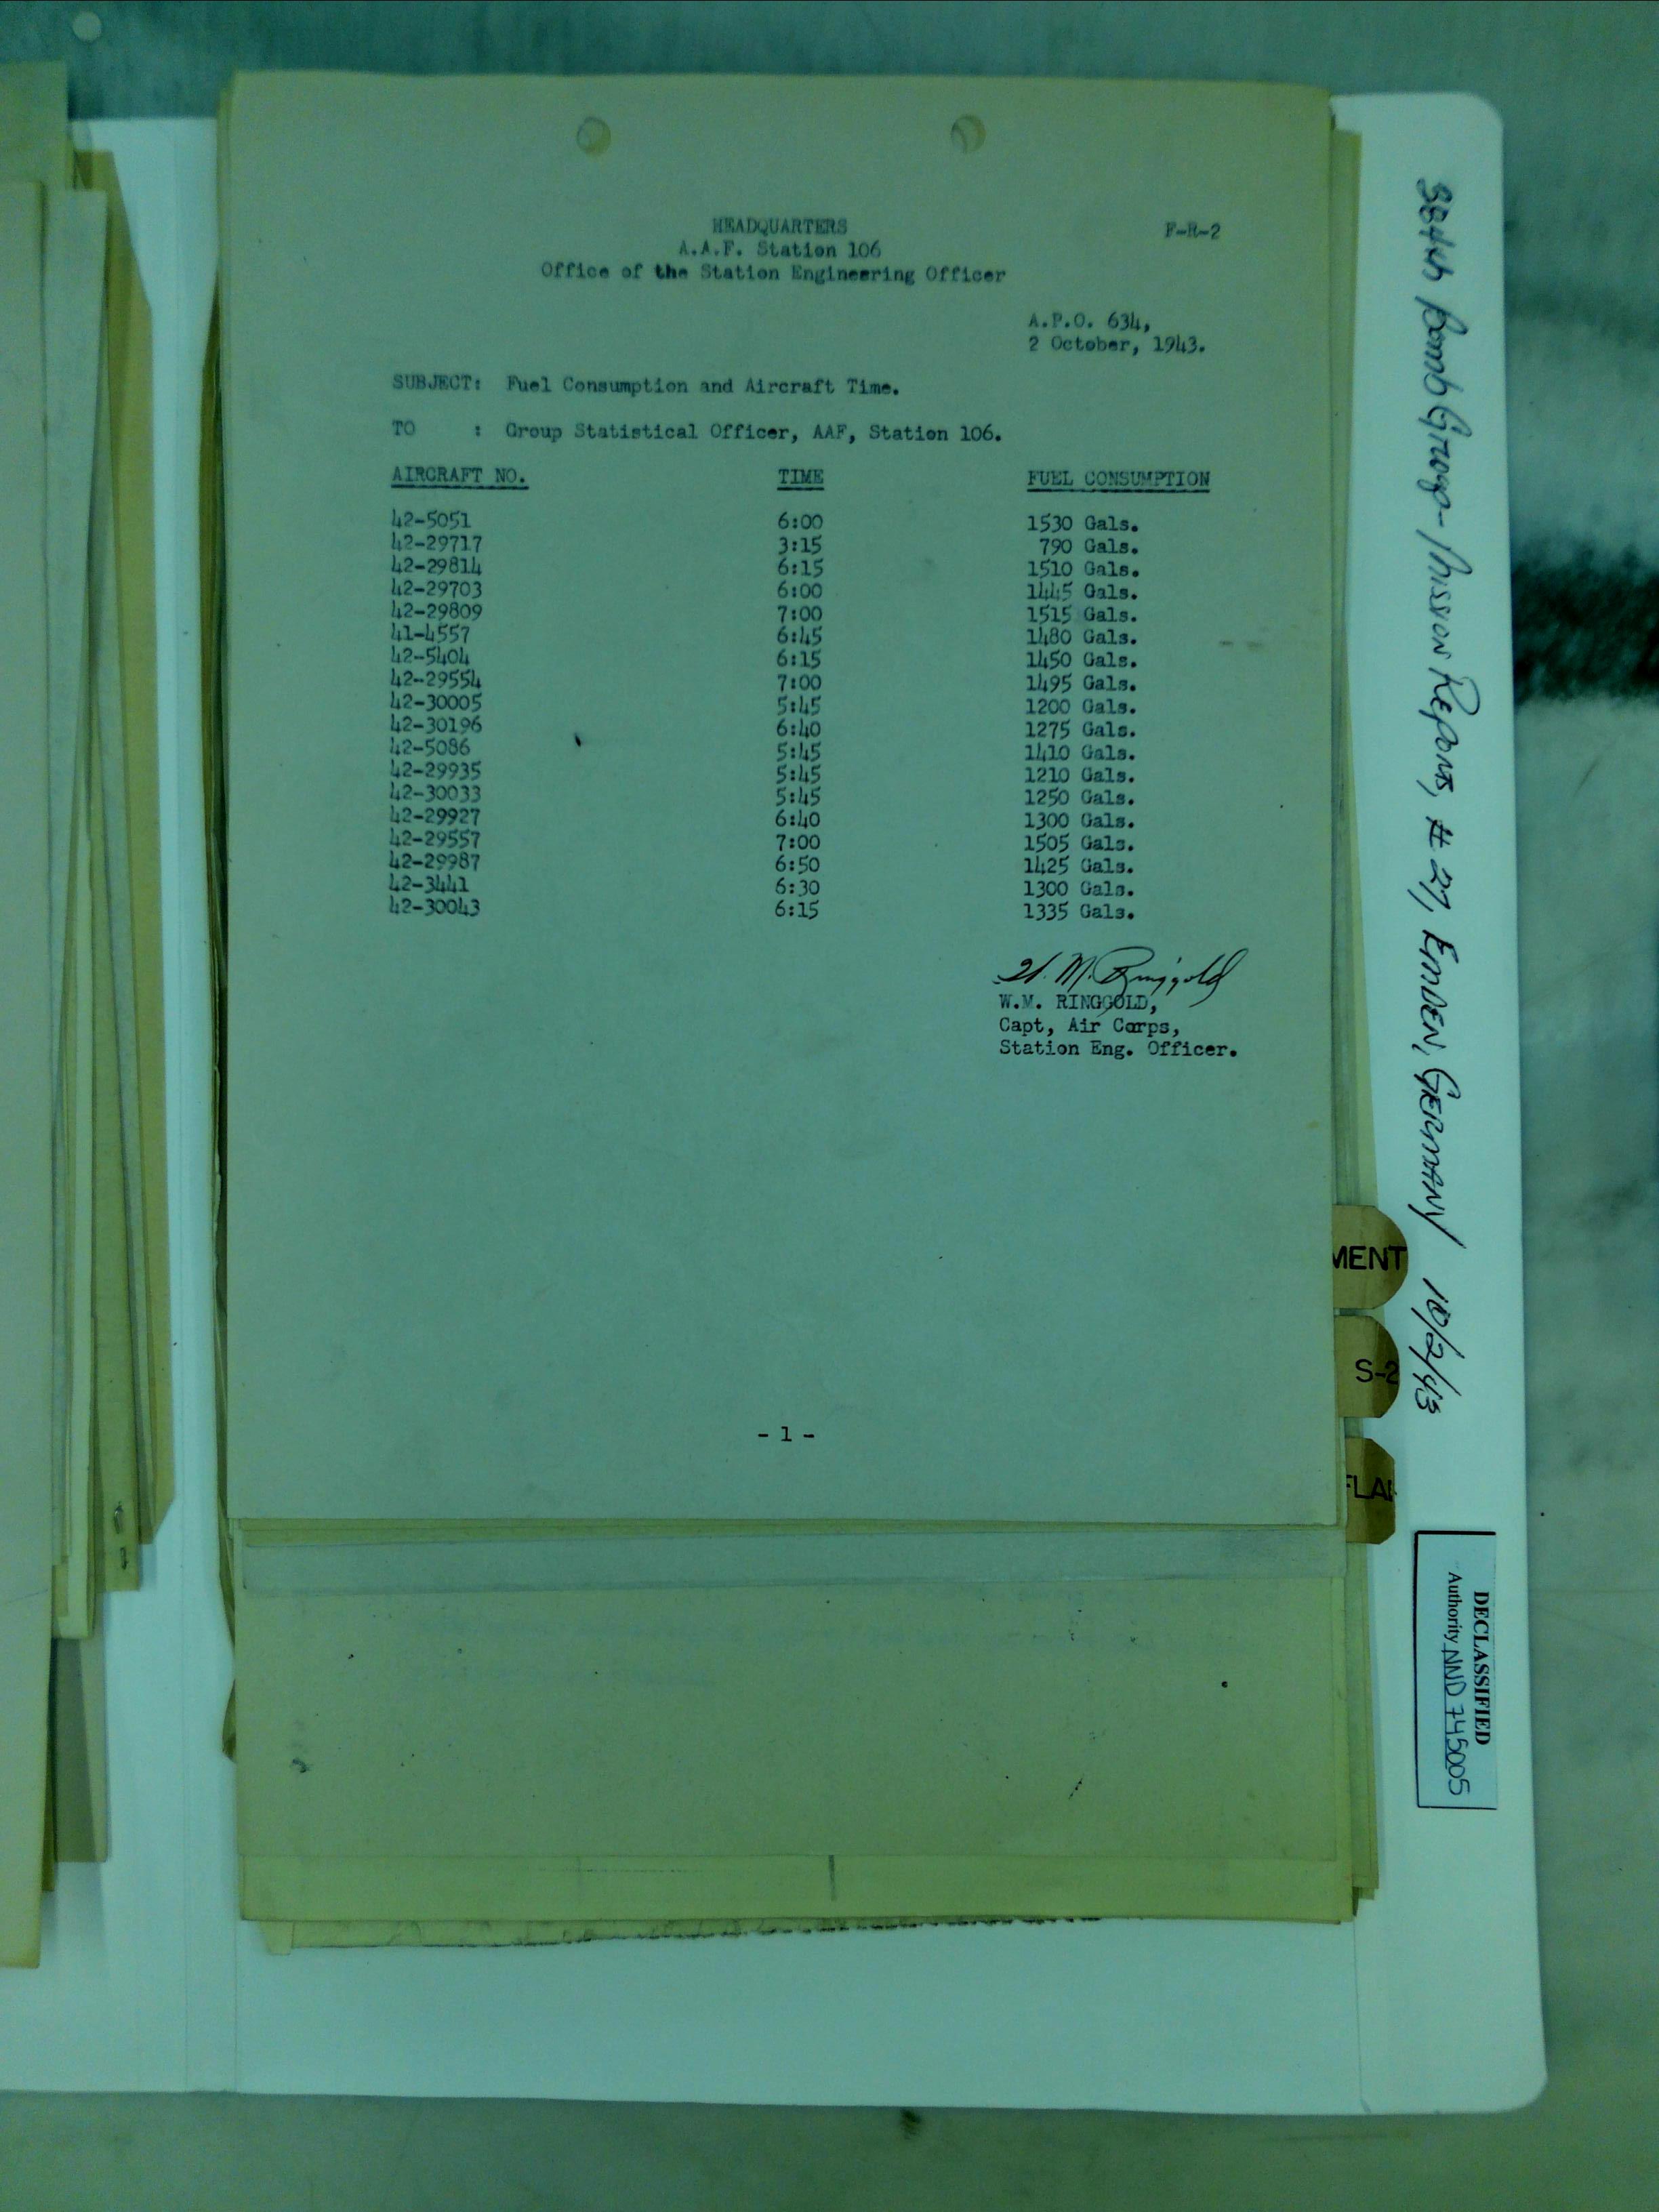 HEADQUARTERS
F-R-2
A.A.F. Station 106
Office of the Station Engineering Officer
A.P.O. 634,
2 October, 1943.
SUBJECT: Fuel Consumption and Aircraft Time.
TO : Group Statistical Officer, AAF, Station 106.
AIRCRAFT NO. TIME FUEL CONSUMPTION
42-5051 6:00 1530 Gals.
42-29717 3:15 790 Gals.
42-29814 6:15 1510 Gals.
42-29703 6:00 1445 Gals.
42-29809 7:00 1515 Gals.
41-4557 6:45 1480 Gals.
42-5404 6:15 1450 Gals.
42-29554 7:00 1495 Gals.
42-30005 5:45 1200 Gals.
42-30196 6:40 1275 Gals.
42-5086 5:45 1410 Gals.
42-29935 5:45 1210 Gals.
42-30033 5:45 1250 Gals.
42-29927 6:40 1300 Gals.
42-29557 7:00 1505 Gals.
42-29987 6:50 1425 Gals.
42-3441 6:30 1300 Gals.
42-30043 6:15 1335 Gals.
W. M. Ringgold
W.M. RINGGOLD,
Capt, Air Corps,
Station Eng. Officer.
- 1 -
MENT
S-2
FLAK
384th Bomb Group - Mission Reports, #27, EMDEN, GERMANY 10/2/43
DECLASSIFIED
Authority NND 745005